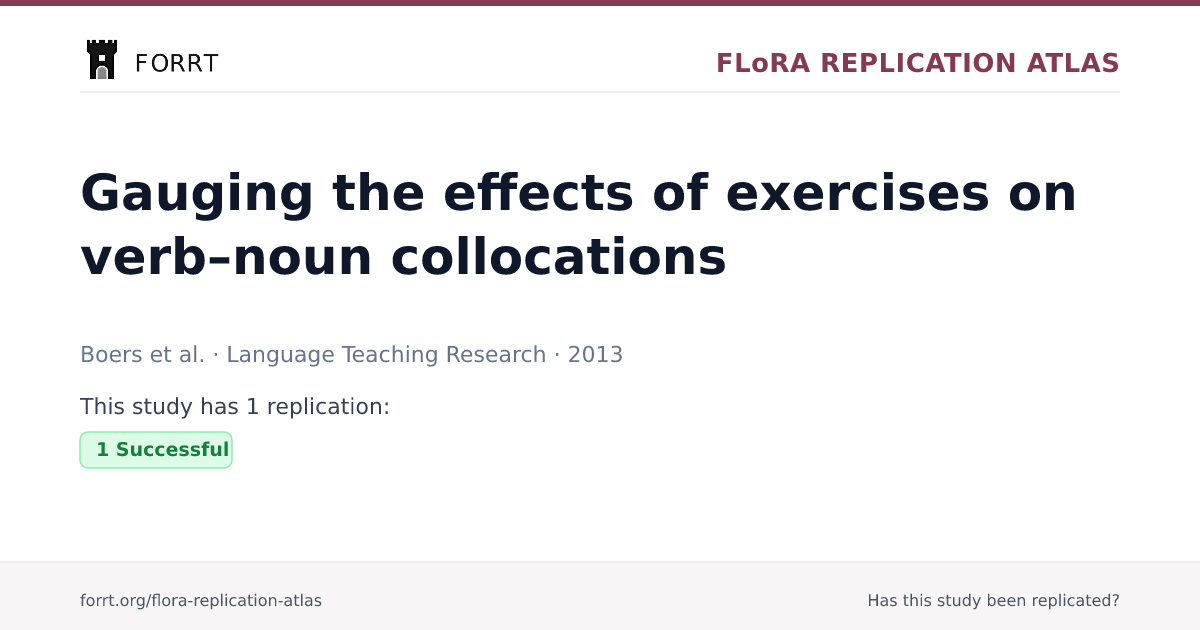 FORRT
FLoRA REPLICATION ATLAS
Gauging the effects of exercises on
verb–noun collocations
Boers et al. · Language Teaching Research · 2013
This study has 1 replication:
1 Successful
forrt.org/flora-replication-atlas
Has this study been replicated?